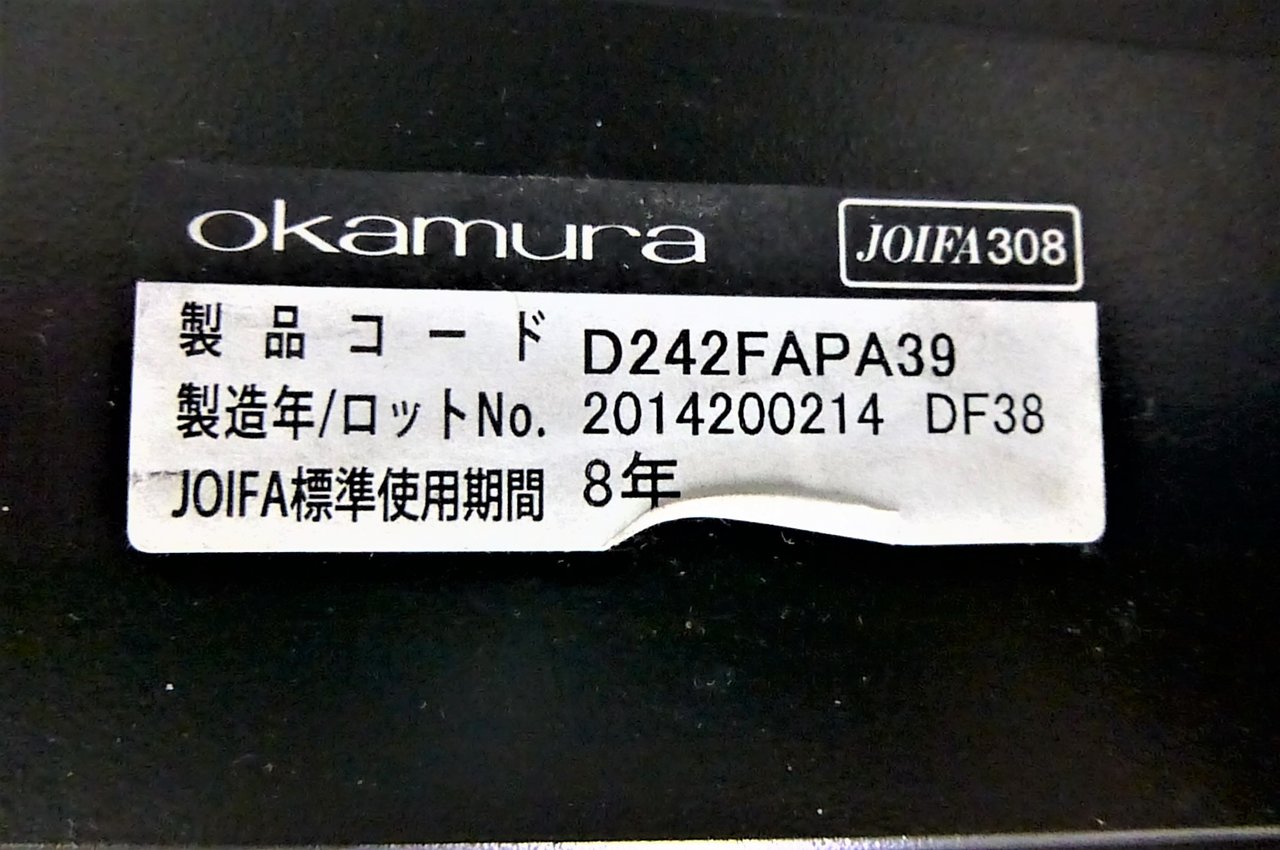 okamura
JOIFA308
製品コード D242FAPA39
製造年/ロットNo. 2014200214 DF38
JOIFA標準使用期間 8年